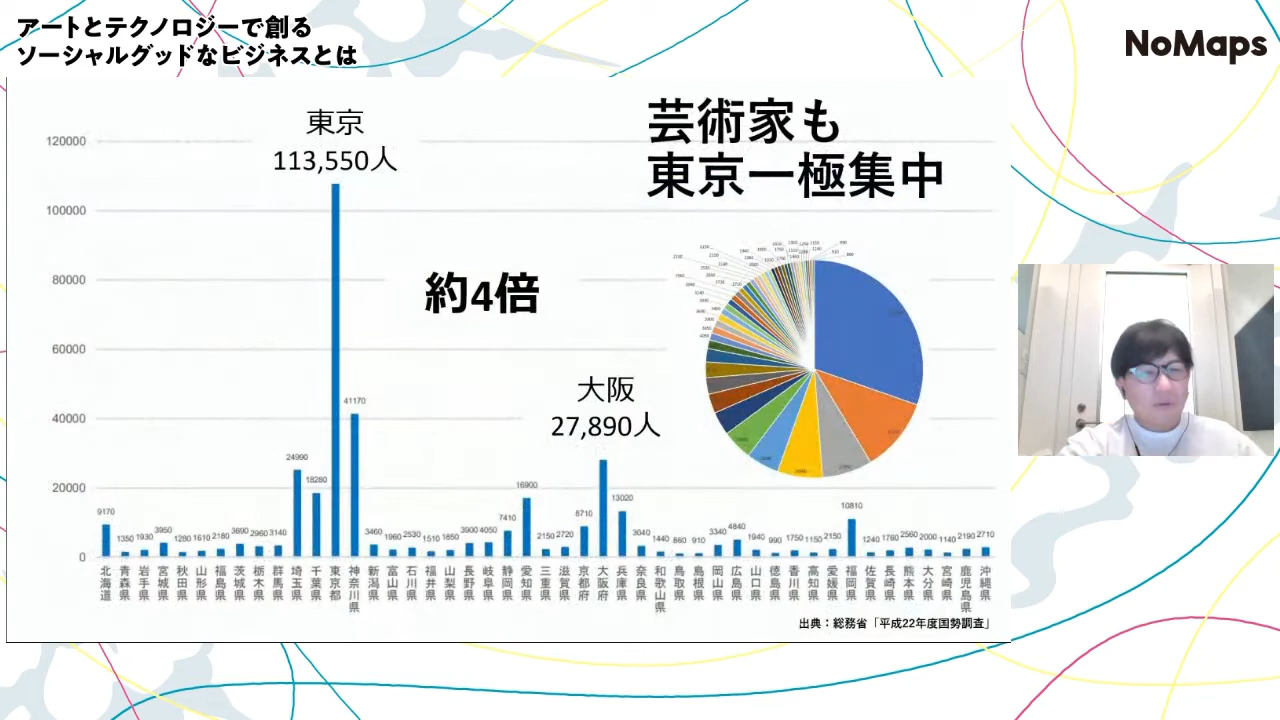 アートとテクノロジーで創る
ソーシャルグッドなビジネスとは
NoMaps
芸術家も
東京一極集中
東京
113,550人
約4倍
大阪
27,890人
120000
100000
80000
60000
40000
20000
0
9170 1350 1930 3950 1280 1610 2180 3690 2960 3140 24990 18280 41170 3460 1960 2530 1510 1850 3900 4050 7410 16900 2150 2720 8710 13020 3040 1440 860 910 3340 4840 1940 990 1750 1150 2150 10810 1240 1760 2560 2000 1140 2190 2710
北海道 青森県 岩手県 宮城県 秋田県 山形県 福島県 茨城県 栃木県 群馬県 埼玉県 千葉県 東京都 神奈川県 新潟県 富山県 石川県 福井県 山梨県 長野県 岐阜県 静岡県 愛知県 三重県 滋賀県 京都府 大阪府 兵庫県 奈良県 和歌山県 鳥取県 島根県 岡山県 広島県 山口県 徳島県 香川県 高知県 愛媛県 福岡県 佐賀県 長崎県 熊本県 大分県 宮崎県 鹿児島県 沖縄県
出典：総務省「平成22年度国勢調査」